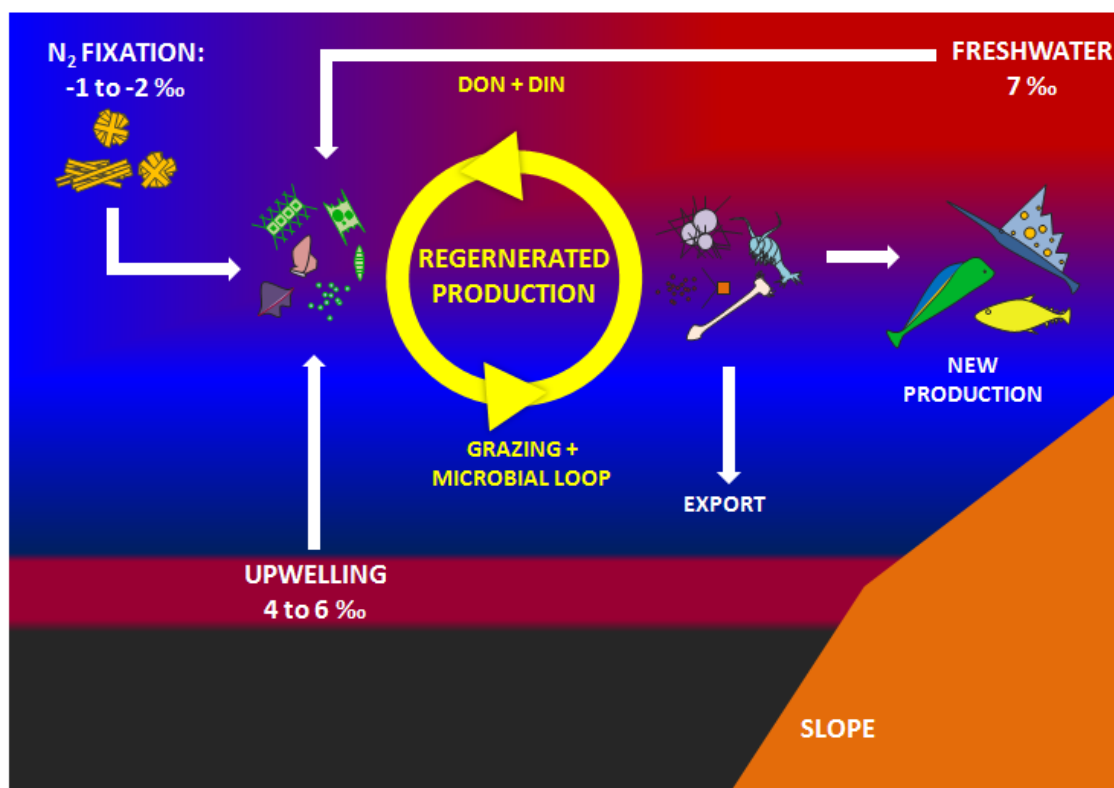 N₂ FIXATION:
-1 to -2 ‰
FRESHWATER
7 ‰
DON + DIN
REGERNERATED
PRODUCTION
GRAZING +
MICROBIAL LOOP
NEW
PRODUCTION
EXPORT
UPWELLING
4 to 6 ‰
SLOPE